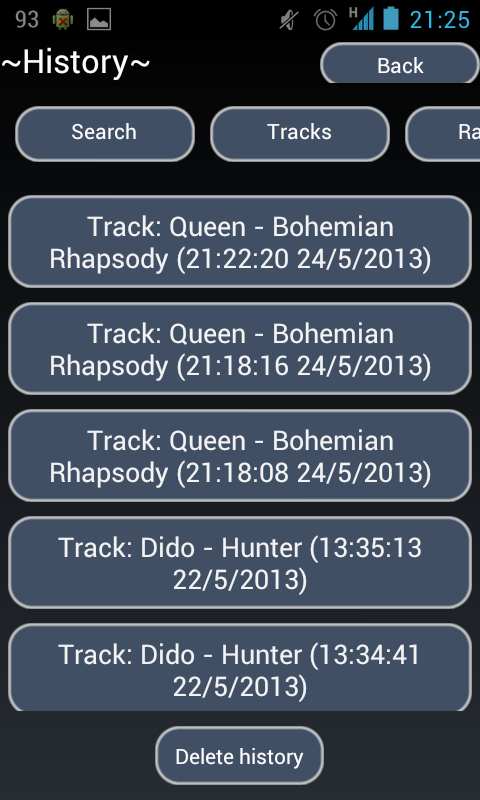 93 H 21:25
~History~ Back
Search Tracks Ra
Track: Queen - Bohemian
Rhapsody (21:22:20 24/5/2013)
Track: Queen - Bohemian
Rhapsody (21:18:16 24/5/2013)
Track: Queen - Bohemian
Rhapsody (21:18:08 24/5/2013)
Track: Dido - Hunter (13:35:13
22/5/2013)
Track: Dido - Hunter (13:34:41
22/5/2013)
Delete history